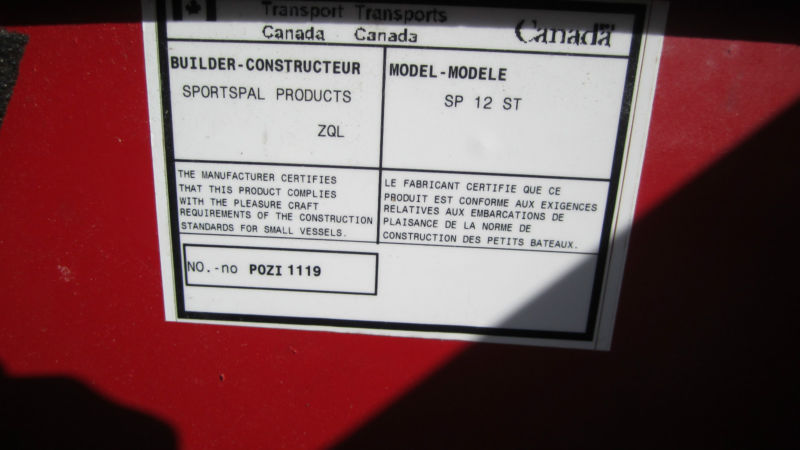 Transport Transports
Canada Canada
Canada
BUILDER-CONSTRUCTEUR
SPORTSPAL PRODUCTS
ZQL
MODEL-MODELE
SP 12 ST
THE MANUFACTURER CERTIFIES
THAT THIS PRODUCT COMPLIES
WITH THE PLEASURE CRAFT
REQUIREMENTS OF THE CONSTRUCTION
STANDARDS FOR SMALL VESSELS.
LE FABRICANT CERTIFIE QUE CE
PRODUIT EST CONFORME AUX EXIGENCES
RELATIVES AUX EMBARCATIONS DE
PLAISANCE DE LA NORME DE
CONSTRUCTION DES PETITS BATEAUX.
NO.-no POZI 1119